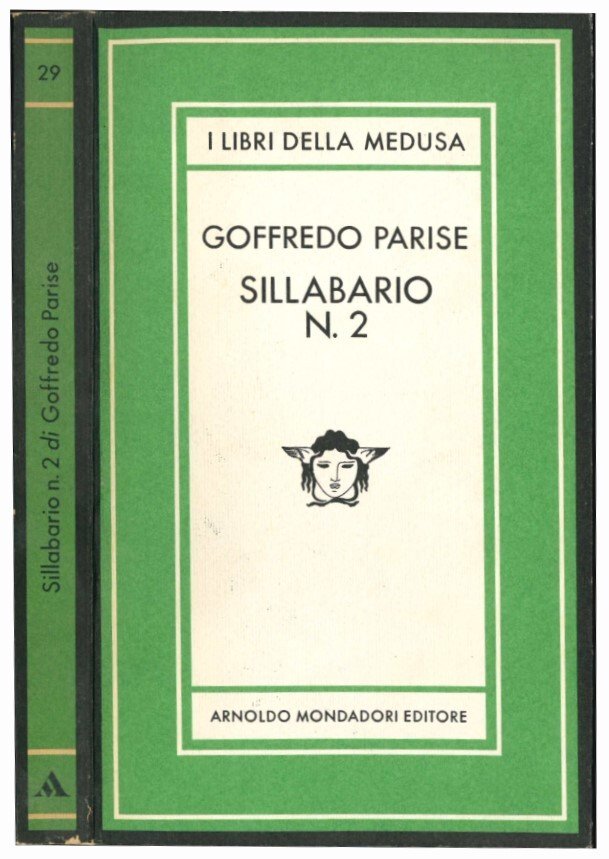 29
Sillabario n. 2 di Goffredo Parise
I LIBRI DELLA MEDUSA
GOFFREDO PARISE
SILLABARIO
N. 2
ARNOLDO MONDADORI EDITORE